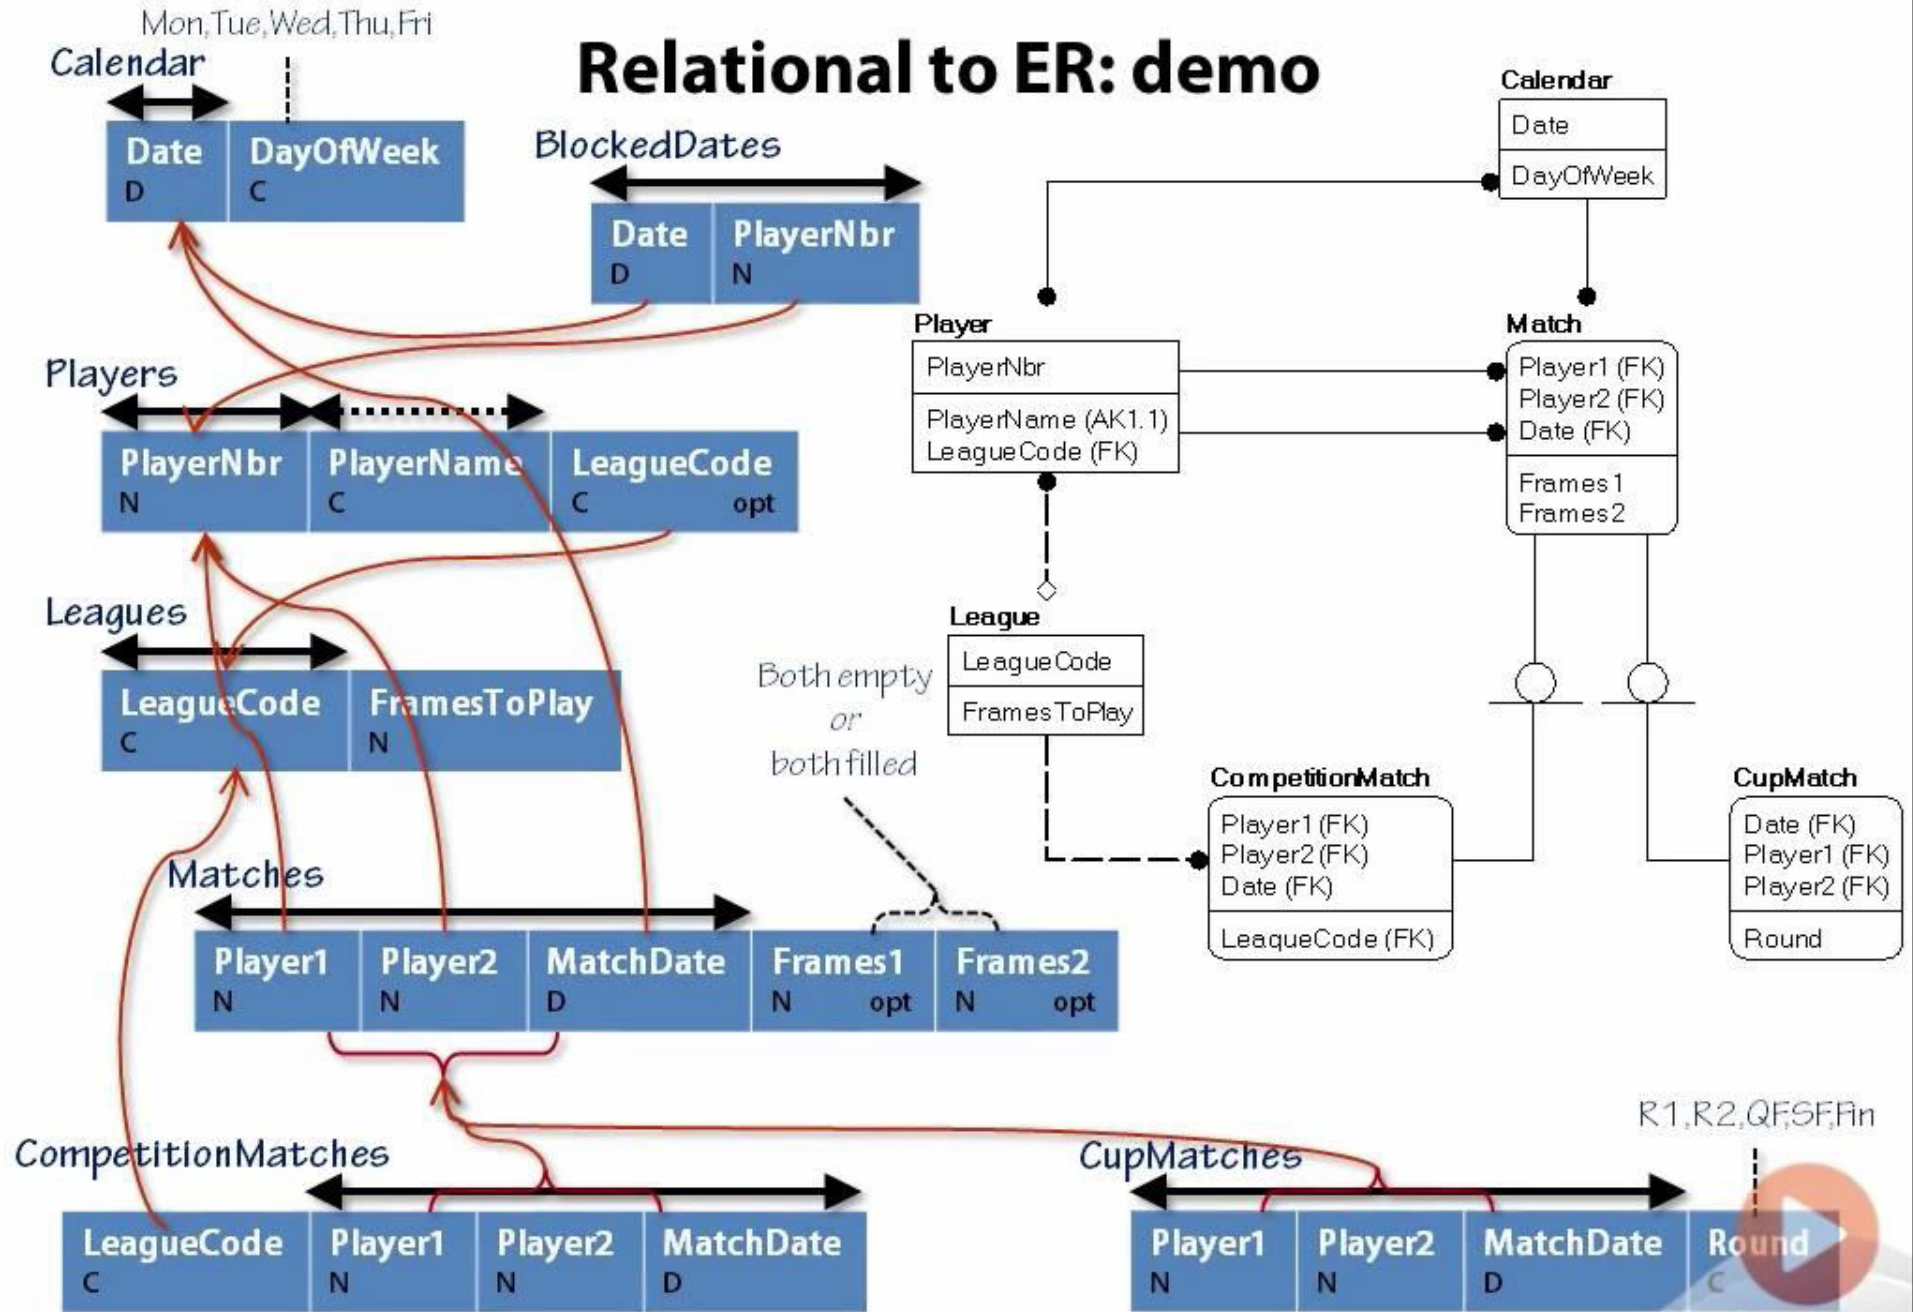 Relational to ER: demo
Mon,Tue,Wed,Thu,Fri
Calendar
Date DayOfWeek
D C
BlockedDates
Date PlayerNbr
D N
Players
PlayerNbr PlayerName LeagueCode
N C C opt
Leagues
LeagueCode FramesToPlay
C N
Both empty
or
both filled
Matches
Player1 Player2 MatchDate Frames1 Frames2
N N D N opt N opt
CompetitionMatches
LeagueCode Player1 Player2 MatchDate
C N N D
CupMatches
R1,R2,QF,SF,Fin
Player1 Player2 MatchDate Round
N N D C
Calendar
Date
DayOfWeek
Player
PlayerNbr
PlayerName (AK1.1)
LeagueCode (FK)
Match
Player1 (FK)
Player2 (FK)
Date (FK)
Frames1
Frames2
League
LeagueCode
FramesToPlay
CompetitionMatch
Player1 (FK)
Player2 (FK)
Date (FK)
LeaqueCode (FK)
CupMatch
Date (FK)
Player1 (FK)
Player2 (FK)
Round